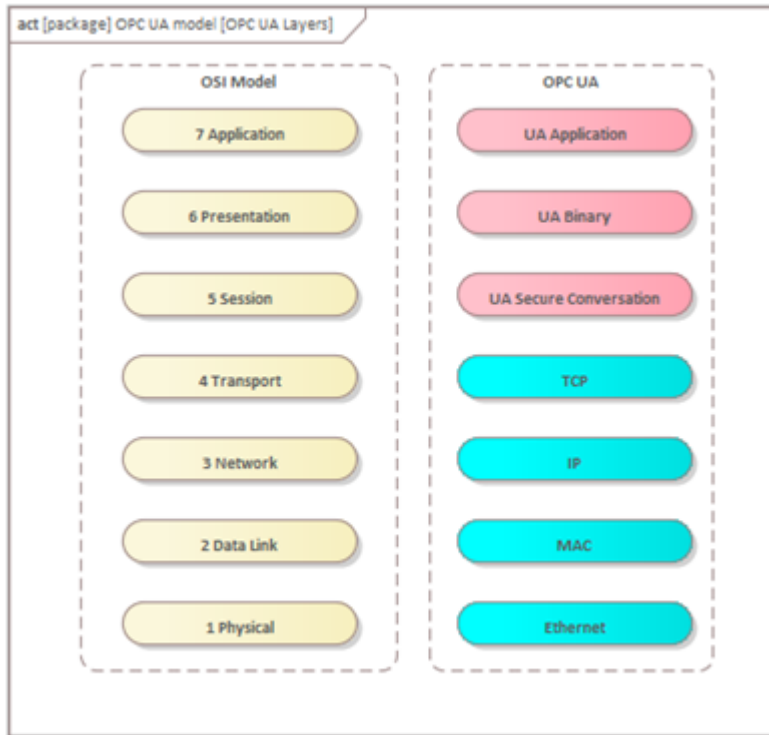 act [package] OPC UA model [OPC UA Layers]
OSI Model
7 Application
6 Presentation
5 Session
4 Transport
3 Network
2 Data Link
1 Physical
OPC UA
UA Application
UA Binary
UA Secure Conversation
TCP
IP
MAC
Ethernet